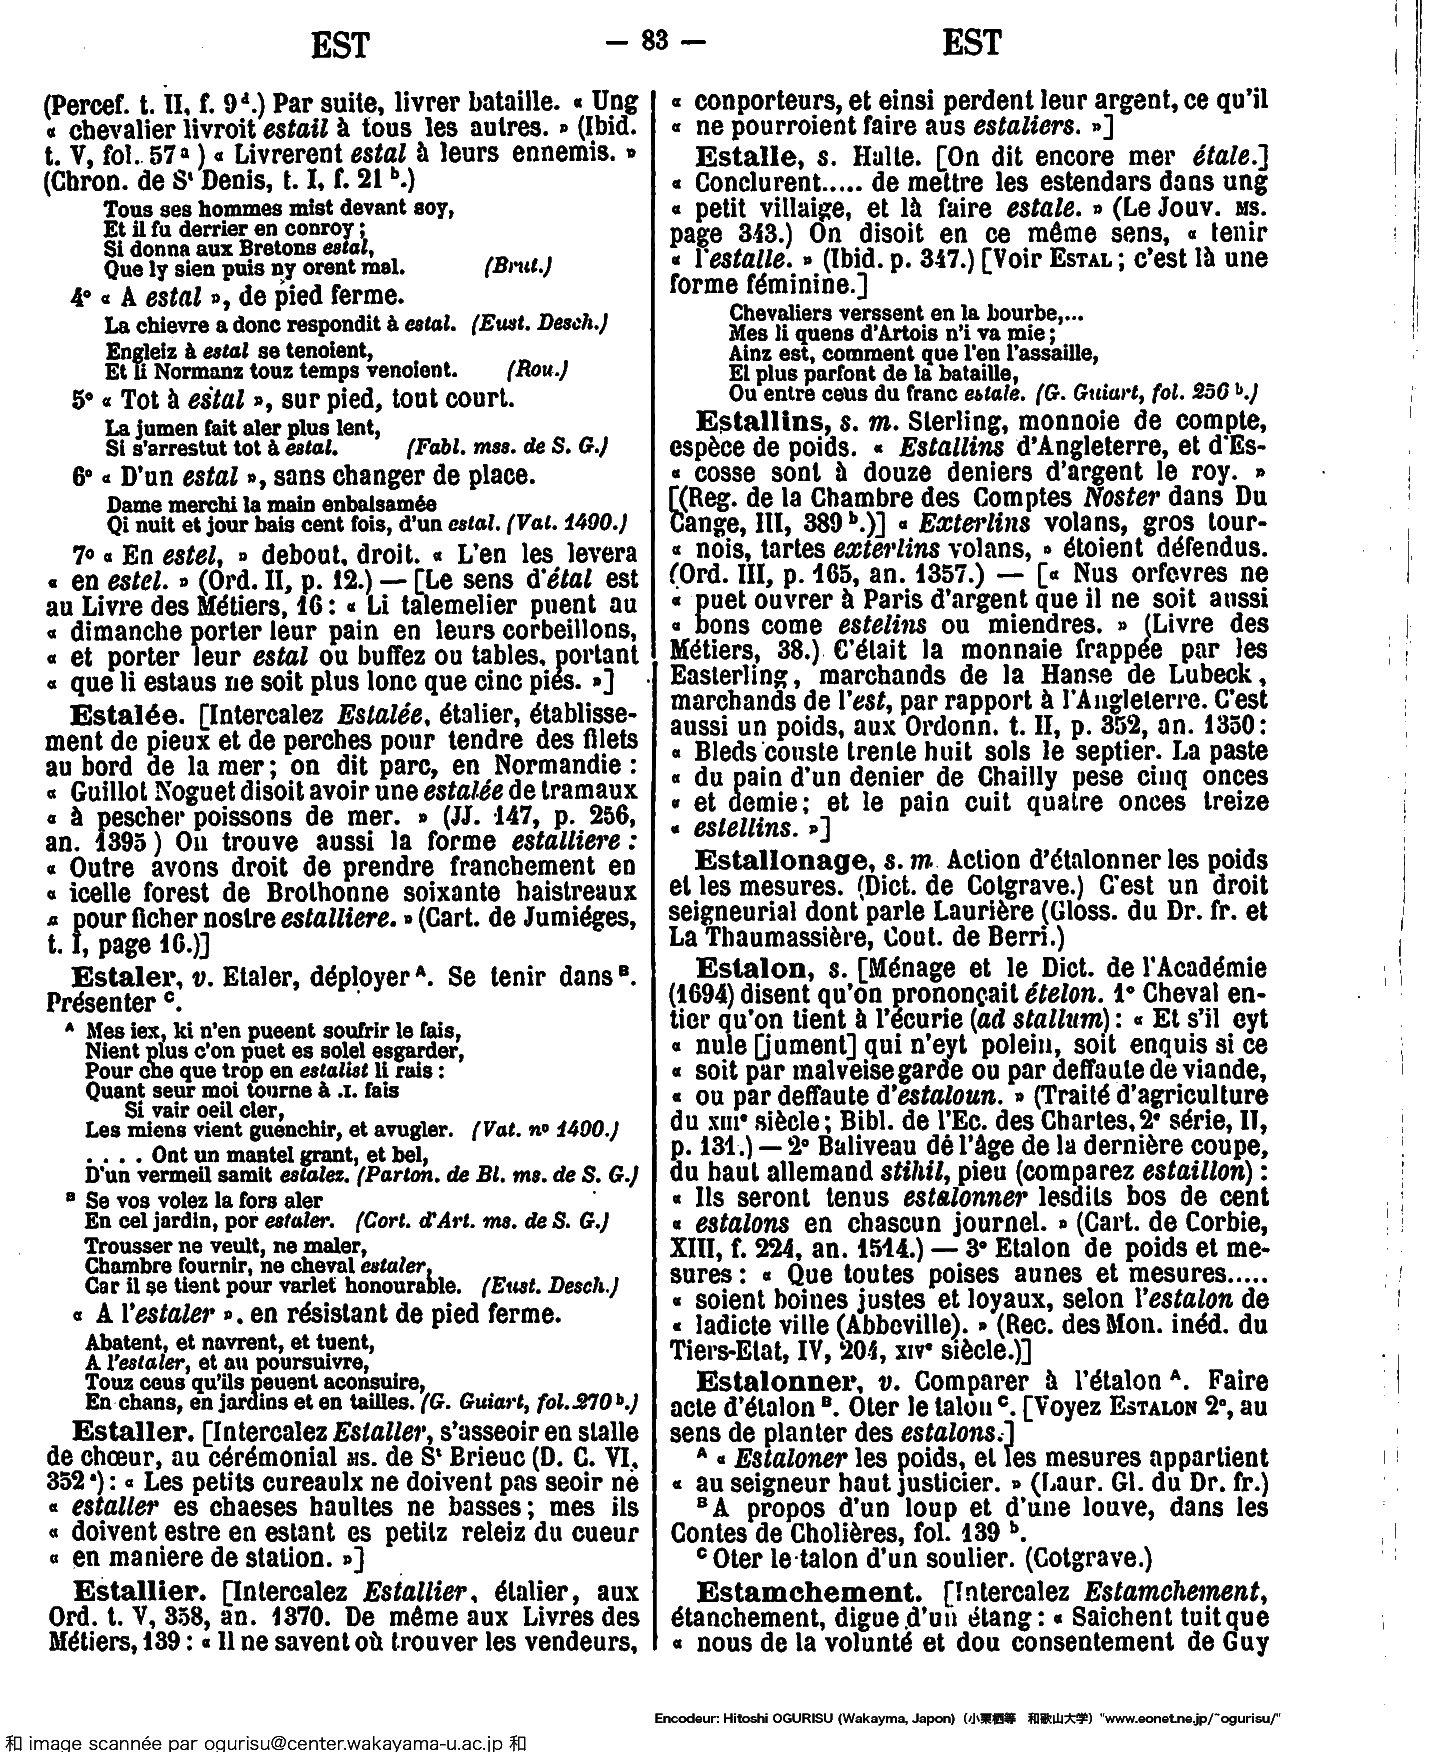 EST
— 83 —
EST
(Percef. t. II, f. 9ᵈ.) Par suite, livrer bataille. « Ung
« chevalier livroit estail à tous les autres. » (Ibid.
t. V, fol. 57ᵃ) « Livrerent estal à leurs ennemis. »
(Chron. de Sᵗ Denis, t. I, f. 21ᵇ.)
Tous ses hommes mist devant soy,
Et il fu derrier en conroy ;
Si donna aux Bretons estal,
Que ly sien puis ny orent mal. (Brut.)
4° « A estal », de pied ferme.
La chievre a donc respondit à estal. (Eust. Desch.)
Engleiz à estal se tenoient,
Et li Normanz touz temps venoient. (Rou.)
5° « Tot à estal », sur pied, tout court.
La jumen fait aler plus lent,
Si s'arrestut tot à estal. (Fabl. mss. de S. G.)
6° « D'un estal », sans changer de place.
Dame merchi la main enbalsamée
Qi nuit et jour bais cent fois, d'un estal. (Vat. 1490.)
7° « En estel, » debout, droit. « L'en les levera
« en estel. » (Ord. II, p. 12.) — [Le sens d'étal est
au Livre des Métiers, 16 : « Li talemelier puent au
« dimanche porter leur pain en leurs corbeillons,
« et porter leur estal ou buffez ou tables, portant
« que li estaus ne soit plus lonc que cinc piés. »]
Estalée. [Intercalez Estalée, étalier, établisse-
ment de pieux et de perches pour tendre des filets
au bord de la mer ; on dit parc, en Normandie :
« Guillot Noguet disoit avoir une estalée de tramaux
« à pescher poissons de mer. » (JJ. 147, p. 256,
an. 1395) On trouve aussi la forme estalliere :
« Outre avons droit de prendre franchement en
« icelle forest de Brothonne soixante haistreaux
« pour ficher nostre estalliere. » (Cart. de Jumiéges,
t. I, page 16.)]
Estaler, v. Etaler, déployer ᴬ. Se tenir dans ᴮ.
Présenter ᶜ.
ᴬ Mes iex, ki n'en pueent soufrir le fais,
Nient plus c'on puet es solel esgarder,
Pour che que trop en estalist li rais :
Quant seur moi tourne à .I. fais
Si vair oeil cler,
Les miens vient guenchir, et avugler. (Vat. n° 1490.)
. . . . Ont un mantel grant, et bel,
D'un vermeil samit estalez. (Parton. de Bl. ms. de S. G.)
ᴮ Se vos volez la fors aler
En cel jardin, por estaler. (Cort. d'Art. ms. de S. G.)
Trousser ne veult, ne maler,
Chambre fournir, ne cheval estaler,
Car il se tient pour varlet honourable. (Eust. Desch.)
« A l'estaler », en résistant de pied ferme.
Abatent, et navrent, et tuent,
A l'estaler, et au poursuivre,
Touz ceus qu'ils peuent aconsuire,
En chans, en jardins et en tailles. (G. Guiart, fol. 270ᵇ.)
Estaller. [Intercalez Estaller, s'asseoir en stalle
de chœur, au cérémonial MS. de Sᵗ Brieuc (D. C. VI,
352ᵃ) : « Les petits cureaulx ne doivent pas seoir ne
« estaller es chaeses haultes ne basses ; mes ils
« doivent estre en estant es petitz releiz du cueur
« en maniere de station. »]
Estallier. [Intercalez Estallier, étalier, aux
Ord. t. V, 358, an. 1370. De même aux Livres des
Métiers, 139 : « Il ne savent où trouver les vendeurs,
« conporteurs, et einsi perdent leur argent, ce qu'il
« ne pourroient faire aus estaliers. »]
Estalle, s. Halte. [On dit encore mer étale.]
« Conclurent..... de mettre les estendars dans ung
« petit villaige, et là faire estale. » (Le Jouv. MS.
page 343.) On disoit en ce même sens, « tenir
« l'estalle. » (Ibid. p. 347.) [Voir ESTAL ; c'est là une
forme féminine.]
Chevaliers verssent en la bourbe,...
Mes li quens d'Artois n'i va mie ;
Ainz est, comment que l'en l'assaille,
El plus parfont de la bataille,
Ou entre ceus du franc estale. (G. Guiart, fol. 256ᵇ.)
Estallins, s. m. Sterling, monnoie de compte,
espèce de poids. « Estallins d'Angleterre, et d'Es-
« cosse sont à douze deniers d'argent le roy. »
[(Reg. de la Chambre des Comptes Noster dans Du
Cange, III, 389ᵇ.)] « Exterlins volans, gros tour-
« nois, tartes exterlins volans, » étoient défendus.
(Ord. III, p. 165, an. 1357.) — [« Nus orfevres ne
« puet ouvrer à Paris d'argent que il ne soit aussi
« bons come estelins ou miendres. » (Livre des
Métiers, 38.) C'était la monnaie frappée par les
Easterling, marchands de la Hanse de Lubeck,
marchands de l'est, par rapport à l'Angleterre. C'est
aussi un poids, aux Ordonn. t. II, p. 352, an. 1350 :
« Bleds couste trente huit sols le septier. La paste
« du pain d'un denier de Chailly pese cinq onces
« et demie ; et le pain cuit quatre onces treize
« estellins. »]
Estallonage, s. m. Action d'étalonner les poids
et les mesures. (Dict. de Cotgrave.) C'est un droit
seigneurial dont parle Laurière (Gloss. du Dr. fr. et
La Thaumassière, Cout. de Berri.)
Estalon, s. [Ménage et le Dict. de l'Académie
(1694) disent qu'on prononçait ételon. 1° Cheval en-
tier qu'on tient à l'écurie (ad stallum) : « Et s'il eyt
« nule [jument] qui n'eyt polein, soit enquis si ce
« soit par malveise garde ou par deffaute de viande,
« ou par deffaute d'estaloun. » (Traité d'agriculture
du XIIIᵉ siècle ; Bibl. de l'Ec. des Chartes, 2ᵉ série, II,
p. 131.) — 2° Baliveau de l'âge de la dernière coupe,
du haut allemand stihil, pieu (comparez estaillon) :
« Ils seront tenus estalonner lesdits bos de cent
« estalons en chascun journel. » (Cart. de Corbie,
XIII, f. 224, an. 1514.) — 3° Etalon de poids et me-
sures : « Que toutes poises aunes et mesures.....
« soient boines justes et loyaux, selon l'estalon de
« ladicte ville (Abbeville). » (Rec. des Mon. inéd. du
Tiers-Etat, IV, 204, XIVᵉ siècle.)]
Estalonner, v. Comparer à l'étalon ᴬ. Faire
acte d'étalon ᴮ. Oter le talon ᶜ. [Voyez ESTALON 2°, au
sens de planter des estalons.]
ᴬ « Estaloner les poids, et les mesures appartient
« au seigneur haut justicier. » (Laur. Gl. du Dr. fr.)
ᴮ A propos d'un loup et d'une louve, dans les
Contes de Cholières, fol. 139ᵇ.
ᶜ Oter le talon d'un soulier. (Cotgrave.)
Estamchement. [Intercalez Estamchement,
étanchement, digue d'un étang : « Saichent tuit que
« nous de la volunté et dou consentement de Guy
Encodeur: Hitoshi OGURISU (Wakayma, Japon) (小栗栖等 和歌山大学) "www.eonet.ne.jp/~ogurisu/"
和 image scannée par ogurisu@center.wakayama-u.ac.jp 和